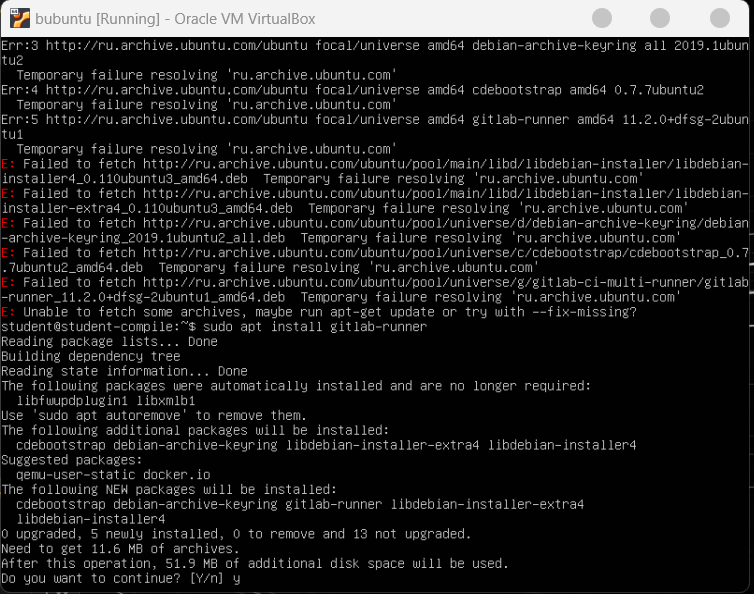 bubuntu [Running] - Oracle VM VirtualBox
Err:3 http://ru.archive.ubuntu.com/ubuntu focal/universe amd64 debian-archive-keyring all 2019.1ubun
tu2
  Temporary failure resolving 'ru.archive.ubuntu.com'
Err:4 http://ru.archive.ubuntu.com/ubuntu focal/universe amd64 cdebootstrap amd64 0.7.7ubuntu2
  Temporary failure resolving 'ru.archive.ubuntu.com'
Err:5 http://ru.archive.ubuntu.com/ubuntu focal/universe amd64 gitlab-runner amd64 11.2.0+dfsg-2ubun
tu1
  Temporary failure resolving 'ru.archive.ubuntu.com'
E: Failed to fetch http://ru.archive.ubuntu.com/ubuntu/pool/main/libd/libdebian-installer/libdebian-
installer4_0.110ubuntu3_amd64.deb  Temporary failure resolving 'ru.archive.ubuntu.com'
E: Failed to fetch http://ru.archive.ubuntu.com/ubuntu/pool/main/libd/libdebian-installer/libdebian-
installer-extra4_0.110ubuntu3_amd64.deb  Temporary failure resolving 'ru.archive.ubuntu.com'
E: Failed to fetch http://ru.archive.ubuntu.com/ubuntu/pool/universe/d/debian-archive-keyring/debian
-archive-keyring_2019.1ubuntu2_all.deb  Temporary failure resolving 'ru.archive.ubuntu.com'
E: Failed to fetch http://ru.archive.ubuntu.com/ubuntu/pool/universe/c/cdebootstrap/cdebootstrap_0.7
.7ubuntu2_amd64.deb  Temporary failure resolving 'ru.archive.ubuntu.com'
E: Failed to fetch http://ru.archive.ubuntu.com/ubuntu/pool/universe/g/gitlab-ci-multi-runner/gitlab
-runner_11.2.0+dfsg-2ubuntu1_amd64.deb  Temporary failure resolving 'ru.archive.ubuntu.com'
E: Unable to fetch some archives, maybe run apt-get update or try with --fix-missing?
student@student-compile:~$ sudo apt install gitlab-runner
Reading package lists... Done
Building dependency tree
Reading state information... Done
The following packages were automatically installed and are no longer required:
  libfwupdplugin1 libxmlb1
Use 'sudo apt autoremove' to remove them.
The following additional packages will be installed:
  cdebootstrap debian-archive-keyring libdebian-installer-extra4 libdebian-installer4
Suggested packages:
  qemu-user-static docker.io
The following NEW packages will be installed:
  cdebootstrap debian-archive-keyring gitlab-runner libdebian-installer-extra4
  libdebian-installer4
0 upgraded, 5 newly installed, 0 to remove and 13 not upgraded.
Need to get 11.6 MB of archives.
After this operation, 51.9 MB of additional disk space will be used.
Do you want to continue? [Y/n] y